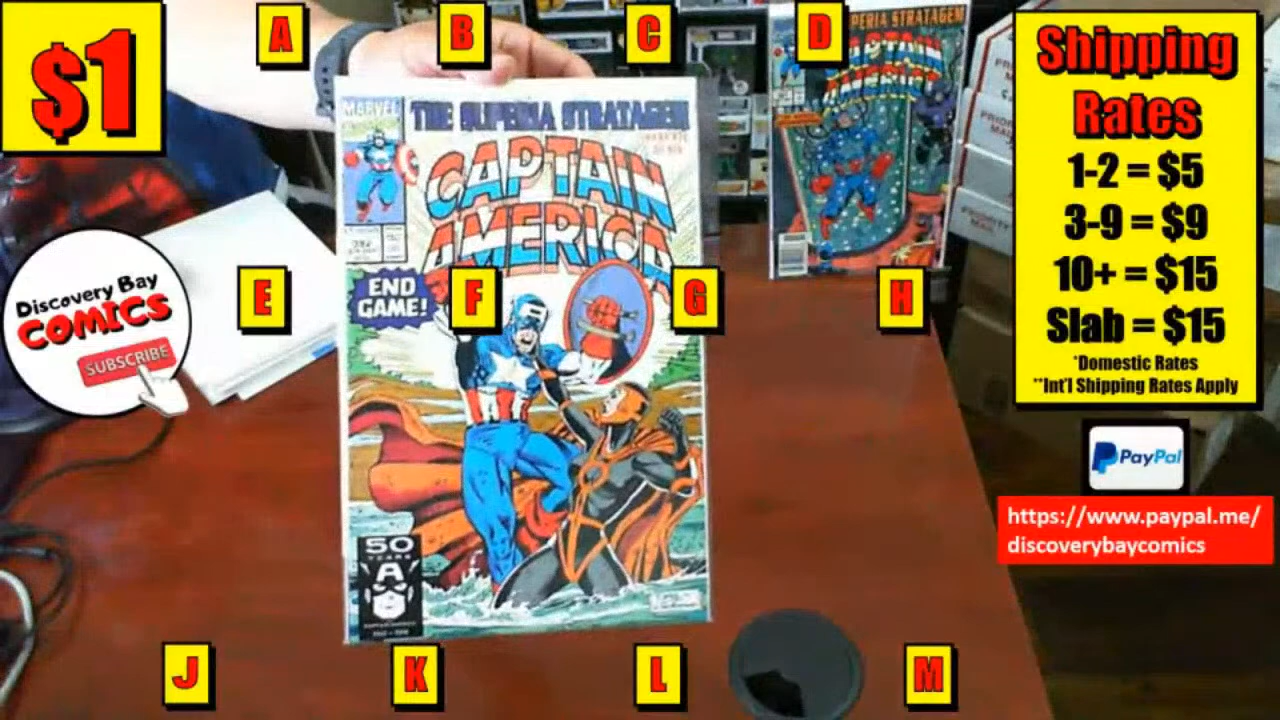 $1
A
B
C
D
Shipping
Rates
1-2 = $5
3-9 = $9
10+ = $15
Slab = $15
*Domestic Rates
**Int'l Shipping Rates Apply
PayPal
https://www.paypal.me/
discoverybaycomics
Discovery Bay
COMICS
SUBSCRIBE
E
F
G
H
MARVEL
THE SUPERIA STRATAGEM
CAPTAIN
AMERICA
END
GAME!
50
YEARS
SUPERIA STRATAGEM
CAPTAIN
AMERICA
J
K
L
M